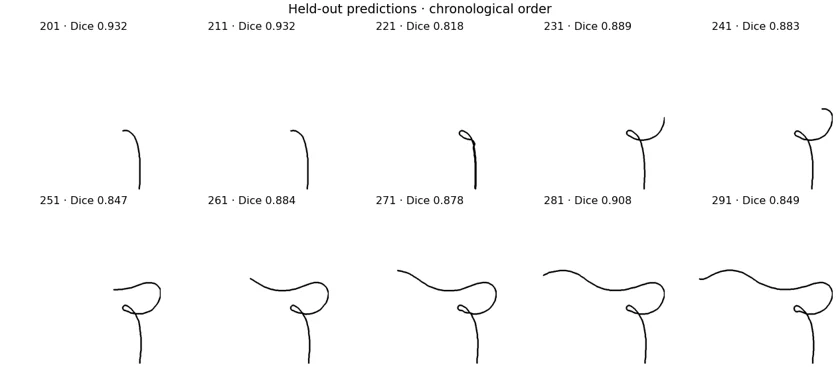 Held-out predictions · chronological order
201 · Dice 0.932 211 · Dice 0.932 221 · Dice 0.818 231 · Dice 0.889 241 · Dice 0.883
251 · Dice 0.847 261 · Dice 0.884 271 · Dice 0.878 281 · Dice 0.908 291 · Dice 0.849